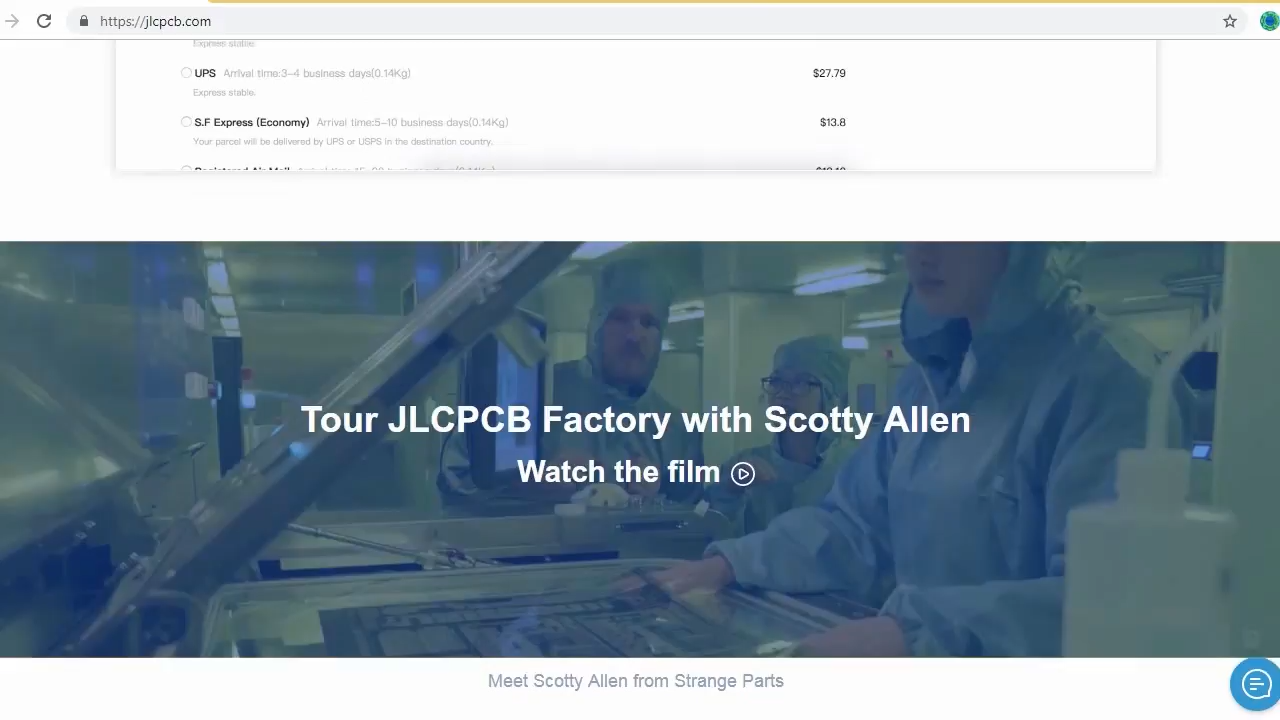 https://jlcpcb.com
Express stable.
UPS Arrival time:3-4 business days(0.14Kg) $27.79
Express stable.
S.F Express (Economy) Arrival time:5-10 business days(0.14Kg) $13.8
Your parcel will be delivered by UPS or USPS in the destination country.
Registered Air Mail
Tour JLCPCB Factory with Scotty Allen
Watch the film
Meet Scotty Allen from Strange Parts